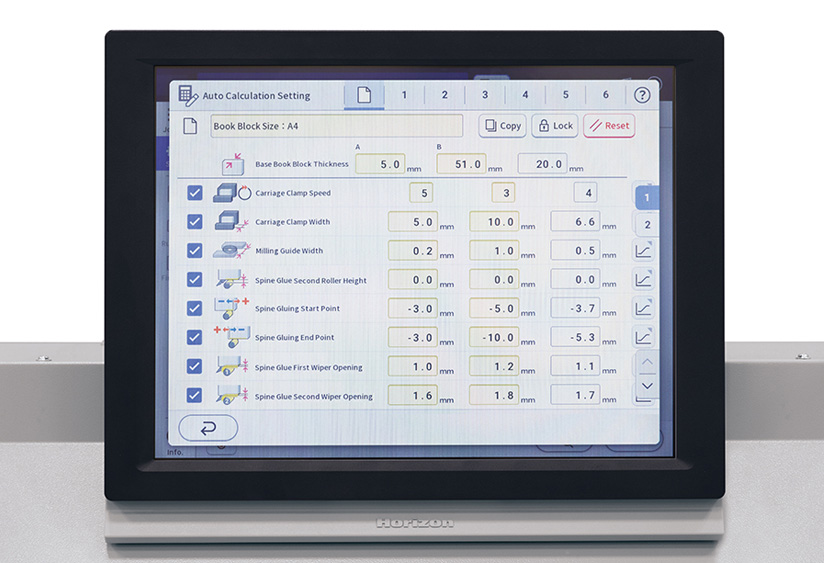 Auto Calculation Setting 1 2 3 4 5 6 ?
Book Block Size : A4 Copy Lock Reset
A B
Base Book Block Thickness 5.0 mm 51.0 mm 20.0 mm
Carriage Clamp Speed 5 3 4 1
Carriage Clamp Width 5.0 mm 10.0 mm 6.6 mm 2
Milling Guide Width 0.2 mm 1.0 mm 0.5 mm
Spine Glue Second Roller Height 0.0 mm 0.0 mm 0.0 mm
Spine Gluing Start Point -3.0 mm -5.0 mm -3.7 mm
Spine Gluing End Point -3.0 mm -10.0 mm -5.3 mm
1 Spine Glue First Wiper Opening 1.0 mm 1.2 mm 1.1 mm
2 Spine Glue Second Wiper Opening 1.6 mm 1.8 mm 1.7 mm
Info.
Horizon